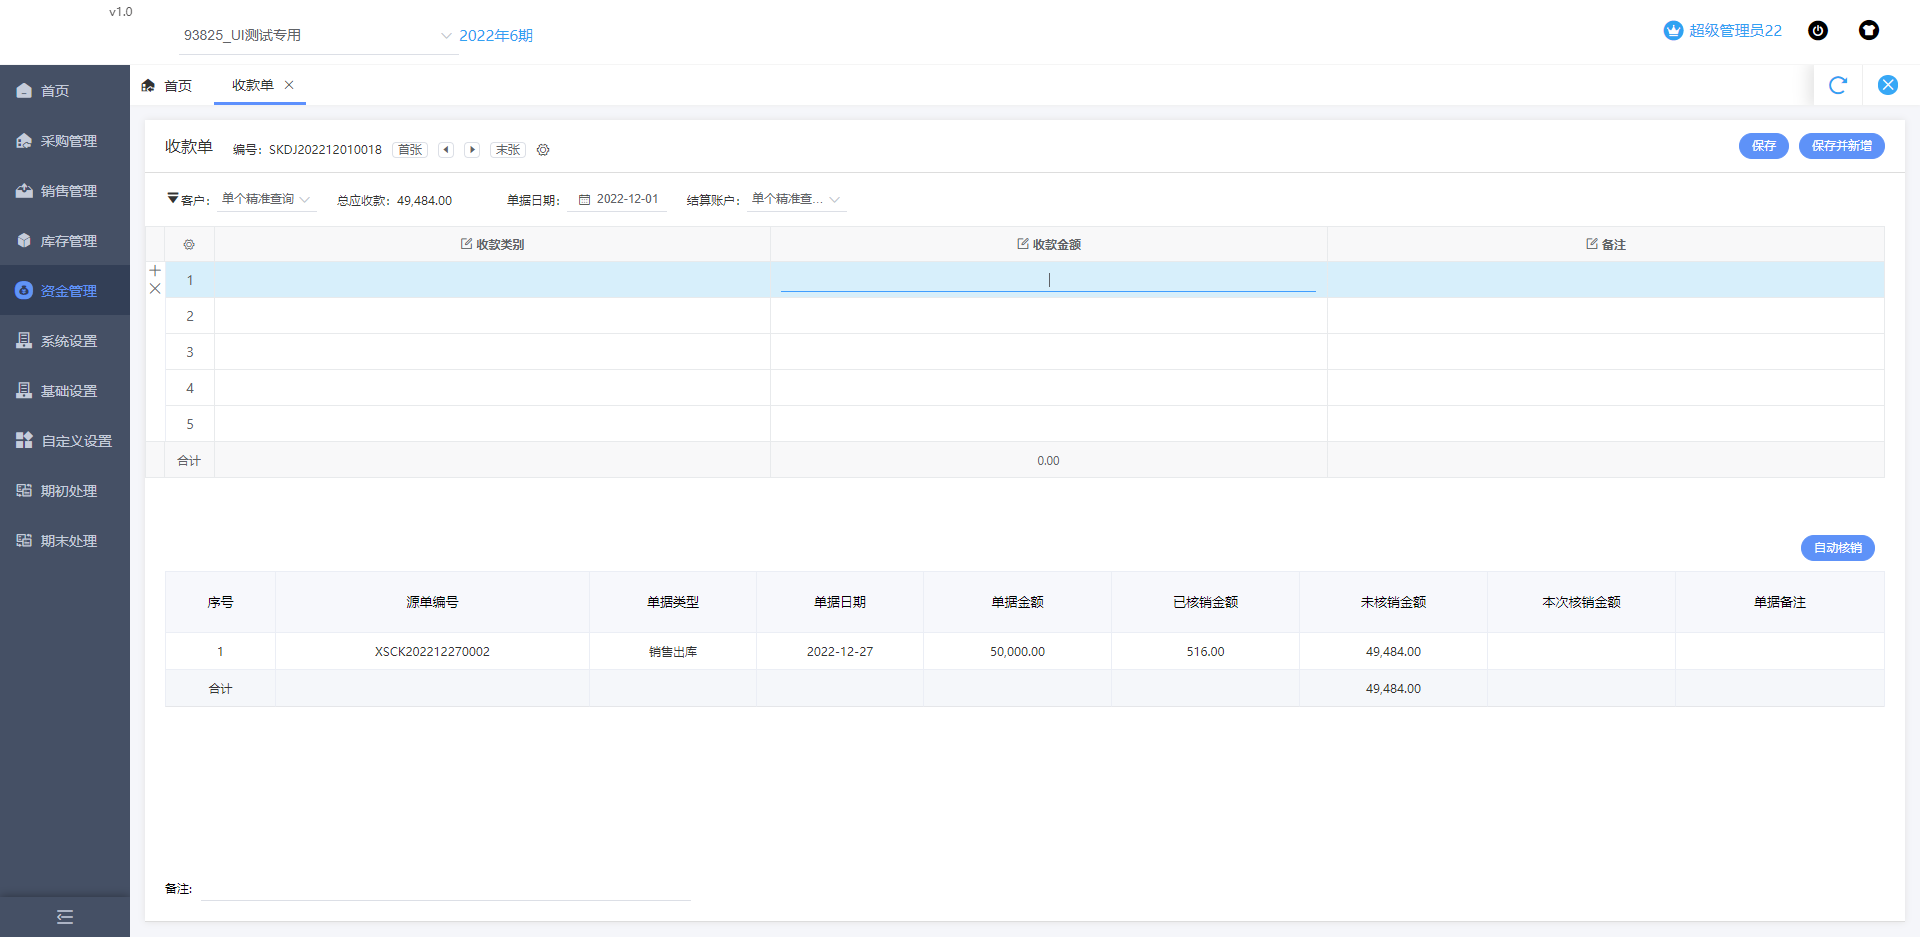 v1.0
93825_UI测试专用
2022年6期
超级管理员22
首页
采购管理
销售管理
库存管理
资金管理
系统设置
基础设置
自定义设置
期初处理
期末处理
首页
收款单
收款单 编号: SKDJ202212010018 首张 末张
保存 保存并新增
客户: 单个精准查询 总应收款: 49,484.00 单据日期: 2022-12-01 结算账户: 单个精准查...
收款类别 收款金额 备注
1
2
3
4
5
合计 0.00
自动核销
序号 源单编号 单据类型 单据日期 单据金额 已核销金额 未核销金额 本次核销金额 单据备注
1 XSCK202212270002 销售出库 2022-12-27 50,000.00 516.00 49,484.00
合计 49,484.00
备注: